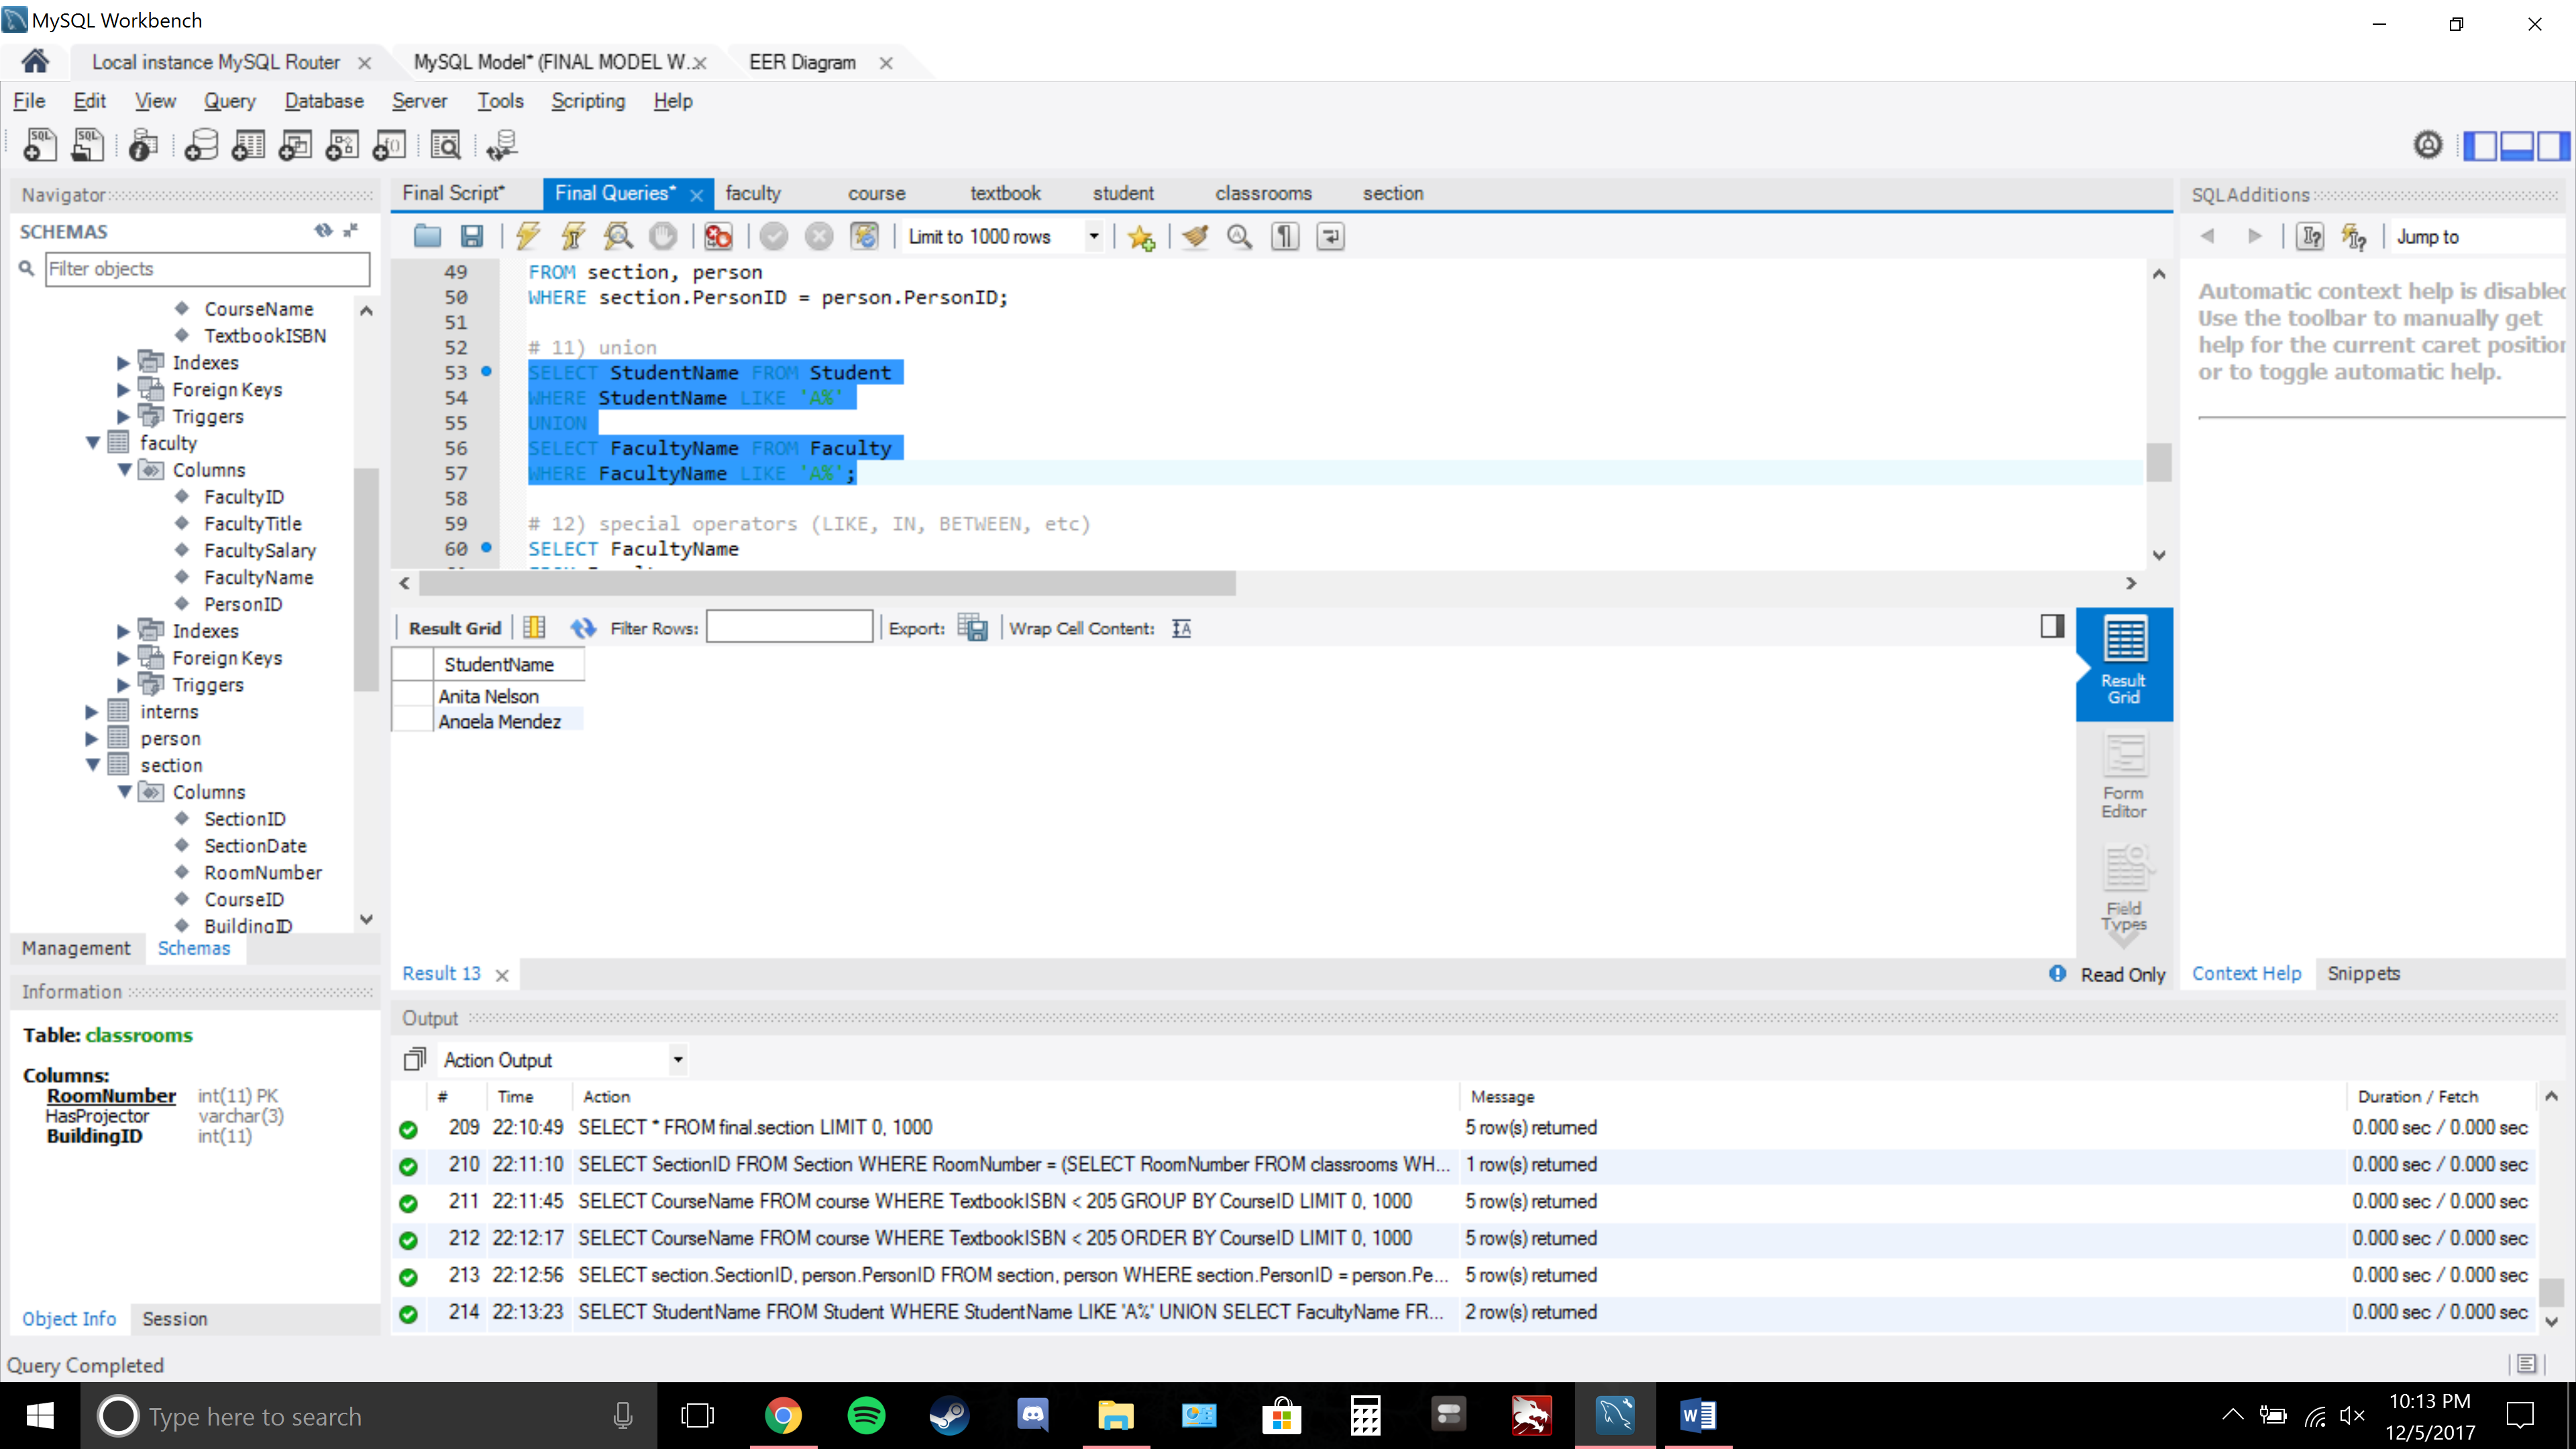 MySQL Workbench
Local instance MySQL Router
MySQL Model* (FINAL MODEL W...
EER Diagram
File Edit View Query Database Server Tools Scripting Help
Navigator
SCHEMAS
Filter objects
CourseName
TextbookISBN
Indexes
Foreign Keys
Triggers
faculty
Columns
FacultyID
FacultyTitle
FacultySalary
FacultyName
PersonID
Indexes
Foreign Keys
Triggers
interns
person
section
Columns
SectionID
SectionDate
RoomNumber
CourseID
BuildingID
Management Schemas
Information
Table: classrooms
Columns:
RoomNumber int(11) PK
HasProjector varchar(3)
BuildingID int(11)
Object Info Session
Query Completed
Final Script* Final Queries* faculty course textbook student classrooms section
Limit to 1000 rows
49 FROM section, person
50 WHERE section.PersonID = person.PersonID;
51
52 # 11) union
53 SELECT StudentName FROM Student
54 WHERE StudentName LIKE 'A%'
55 UNION
56 SELECT FacultyName FROM Faculty
57 WHERE FacultyName LIKE 'A%';
58
59 # 12) special operators (LIKE, IN, BETWEEN, etc)
60 SELECT FacultyName
Result Grid Filter Rows: Export: Wrap Cell Content:
StudentName
Anita Nelson
Angela Mendez
Result Grid
Form Editor
Field Types
Result 13
Read Only
SQLAdditions
Jump to
Automatic context help is disabled
Use the toolbar to manually get
help for the current caret position
or to toggle automatic help.
Context Help Snippets
Output
Action Output
# Time Action Message Duration / Fetch
209 22:10:49 SELECT * FROM final.section LIMIT 0, 1000 5 row(s) returned 0.000 sec / 0.000 sec
210 22:11:10 SELECT SectionID FROM Section WHERE RoomNumber = (SELECT RoomNumber FROM classrooms WH... 1 row(s) returned 0.000 sec / 0.000 sec
211 22:11:45 SELECT CourseName FROM course WHERE TextbookISBN < 205 GROUP BY CourseID LIMIT 0, 1000 5 row(s) returned 0.000 sec / 0.000 sec
212 22:12:17 SELECT CourseName FROM course WHERE TextbookISBN < 205 ORDER BY CourseID LIMIT 0, 1000 5 row(s) returned 0.000 sec / 0.000 sec
213 22:12:56 SELECT section.SectionID, person.PersonID FROM section, person WHERE section.PersonID = person.Pe... 5 row(s) returned 0.000 sec / 0.000 sec
214 22:13:23 SELECT StudentName FROM Student WHERE StudentName LIKE 'A%' UNION SELECT FacultyName FR... 2 row(s) returned 0.000 sec / 0.000 sec
Type here to search
10:13 PM
12/5/2017